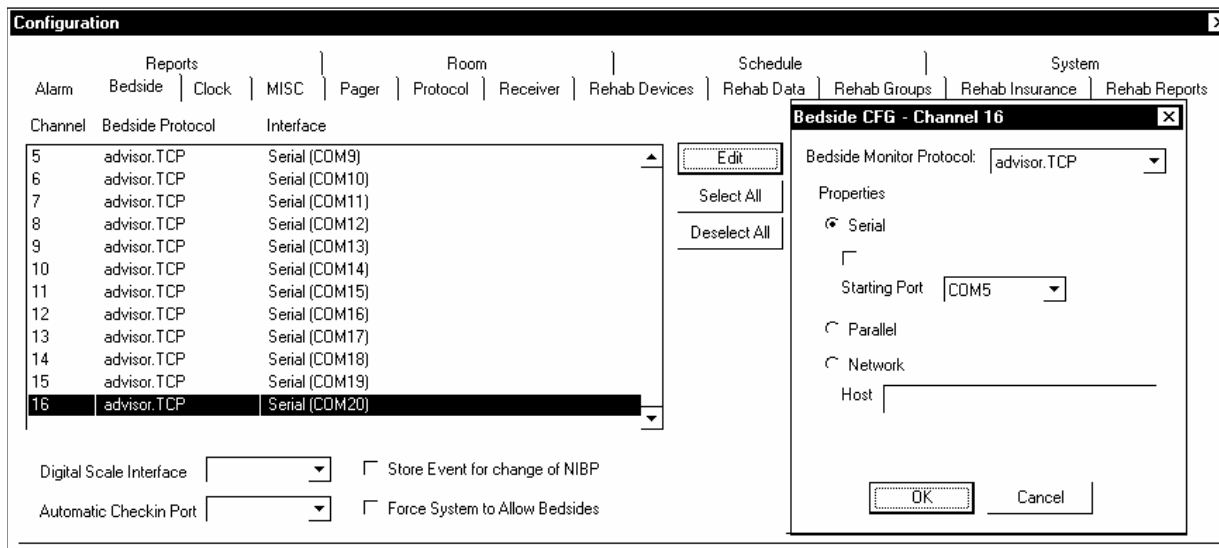 Configuration
Reports Room Schedule System
Alarm Bedside Clock MISC Pager Protocol Receiver Rehab Devices Rehab Data Rehab Groups Rehab Insurance Rehab Reports
Channel Bedside Protocol Interface
5 advisor.TCP Serial (COM9)
6 advisor.TCP Serial (COM10)
7 advisor.TCP Serial (COM11)
8 advisor.TCP Serial (COM12)
9 advisor.TCP Serial (COM13)
10 advisor.TCP Serial (COM14)
11 advisor.TCP Serial (COM15)
12 advisor.TCP Serial (COM16)
13 advisor.TCP Serial (COM17)
14 advisor.TCP Serial (COM18)
15 advisor.TCP Serial (COM19)
16 advisor.TCP Serial (COM20)
Edit
Select All
Deselect All
Digital Scale Interface
Store Event for change of NIBP
Automatic Checkin Port
Force System to Allow Bedsides
Bedside CFG - Channel 16
Bedside Monitor Protocol: advisor.TCP
Properties
Serial
Starting Port COM5
Parallel
Network
Host
OK Cancel